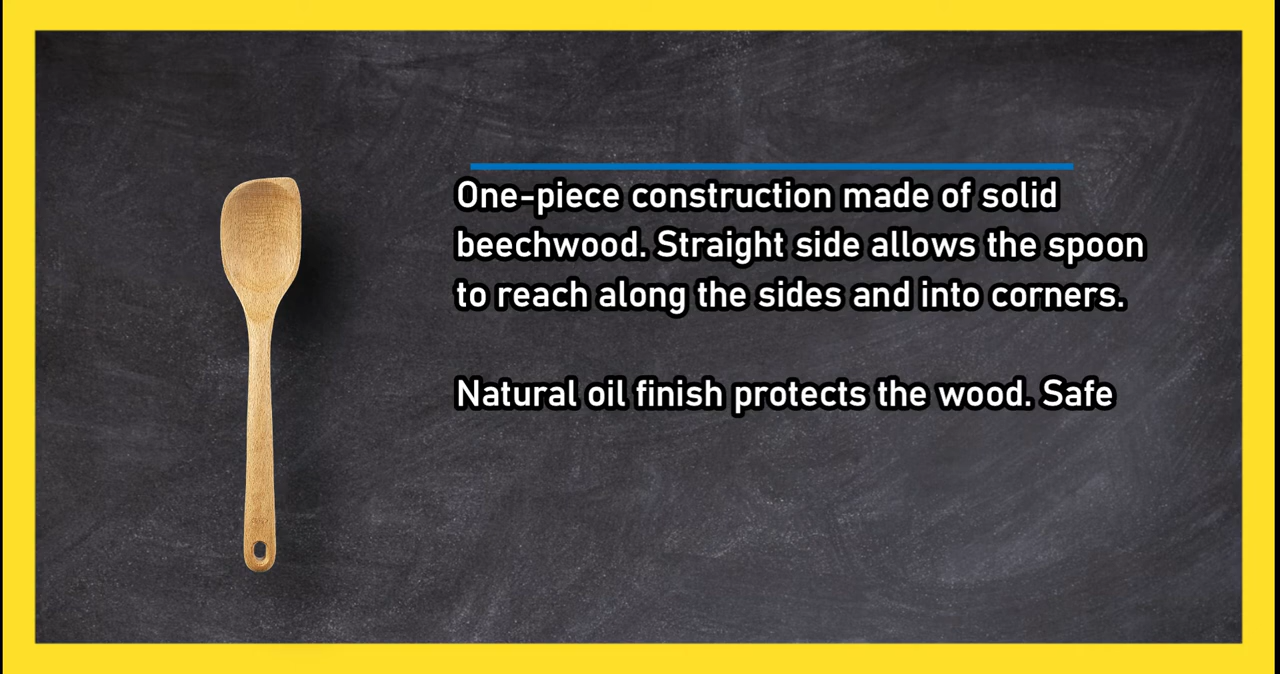 One-piece construction made of solid
beechwood. Straight side allows the spoon
to reach along the sides and into corners.
Natural oil finish protects the wood. Safe